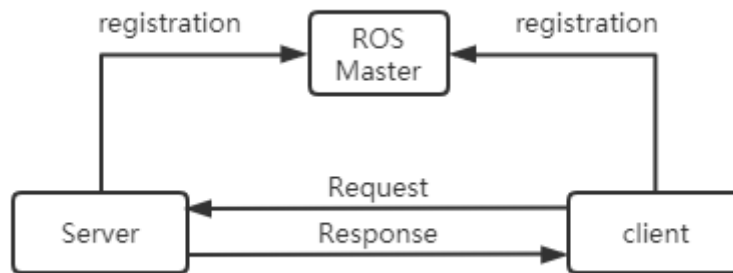 registration
ROS
Master
registration
Request
Server
Response
client